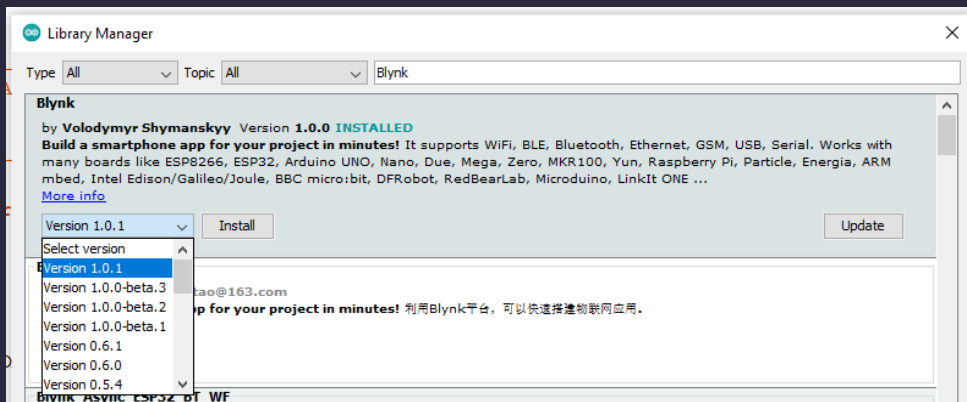 Library Manager
Type All Topic All Blynk
Blynk
by Volodymyr Shymanskyy Version 1.0.0 INSTALLED
Build a smartphone app for your project in minutes! It supports WiFi, BLE, Bluetooth, Ethernet, GSM, USB, Serial. Works with
many boards like ESP8266, ESP32, Arduino UNO, Nano, Due, Mega, Zero, MKR100, Yun, Raspberry Pi, Particle, Energia, ARM
mbed, Intel Edison/Galileo/Joule, BBC micro:bit, DFRobot, RedBearLab, Microduino, LinkIt ONE ...
More info
Version 1.0.1 Install Update
Select version
Version 1.0.1
Version 1.0.0-beta.3
tao@163.com
Version 1.0.0-beta.2
for your project in minutes! 利用Blynk平台，可以快速搭建物联网应用。
Version 1.0.0-beta.1
Version 0.6.1
Version 0.6.0
Version 0.5.4
Blynk_Async_ESP32_BT_WF